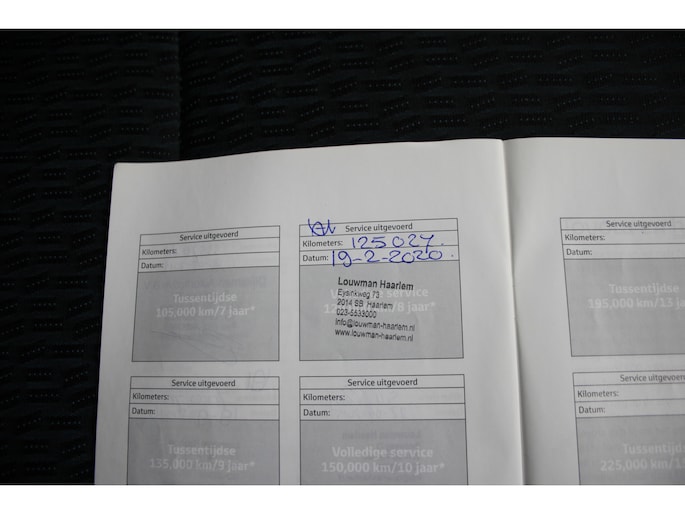 Service uitgevoerd
Kilometers:
Datum:
Tussentijdse
105,000 km/7 jaar*
Service uitgevoerd
Kilometers: 125027.
Datum: 19-2-2020.
Louwman Haarlem
Eysinkweg 73
2014 SB Haarlem
023-5533000
info@louwman-haarlem.nl
www.louwman-haarlem.nl
service
/8 jaar*
Service uitgevoerd
Kilometers:
Datum:
Tussentijdse
135,000 km/9 jaar*
Service uitgevoerd
Kilometers:
Datum:
Volledige service
150,000 km/10 jaar*
Service uitgevoerd
Kilometers:
Datum:
Tussentijdse
195,000 km/13
Service uitgevoerd
Kilometers:
Datum:
Tussentijdse
225,000 km/